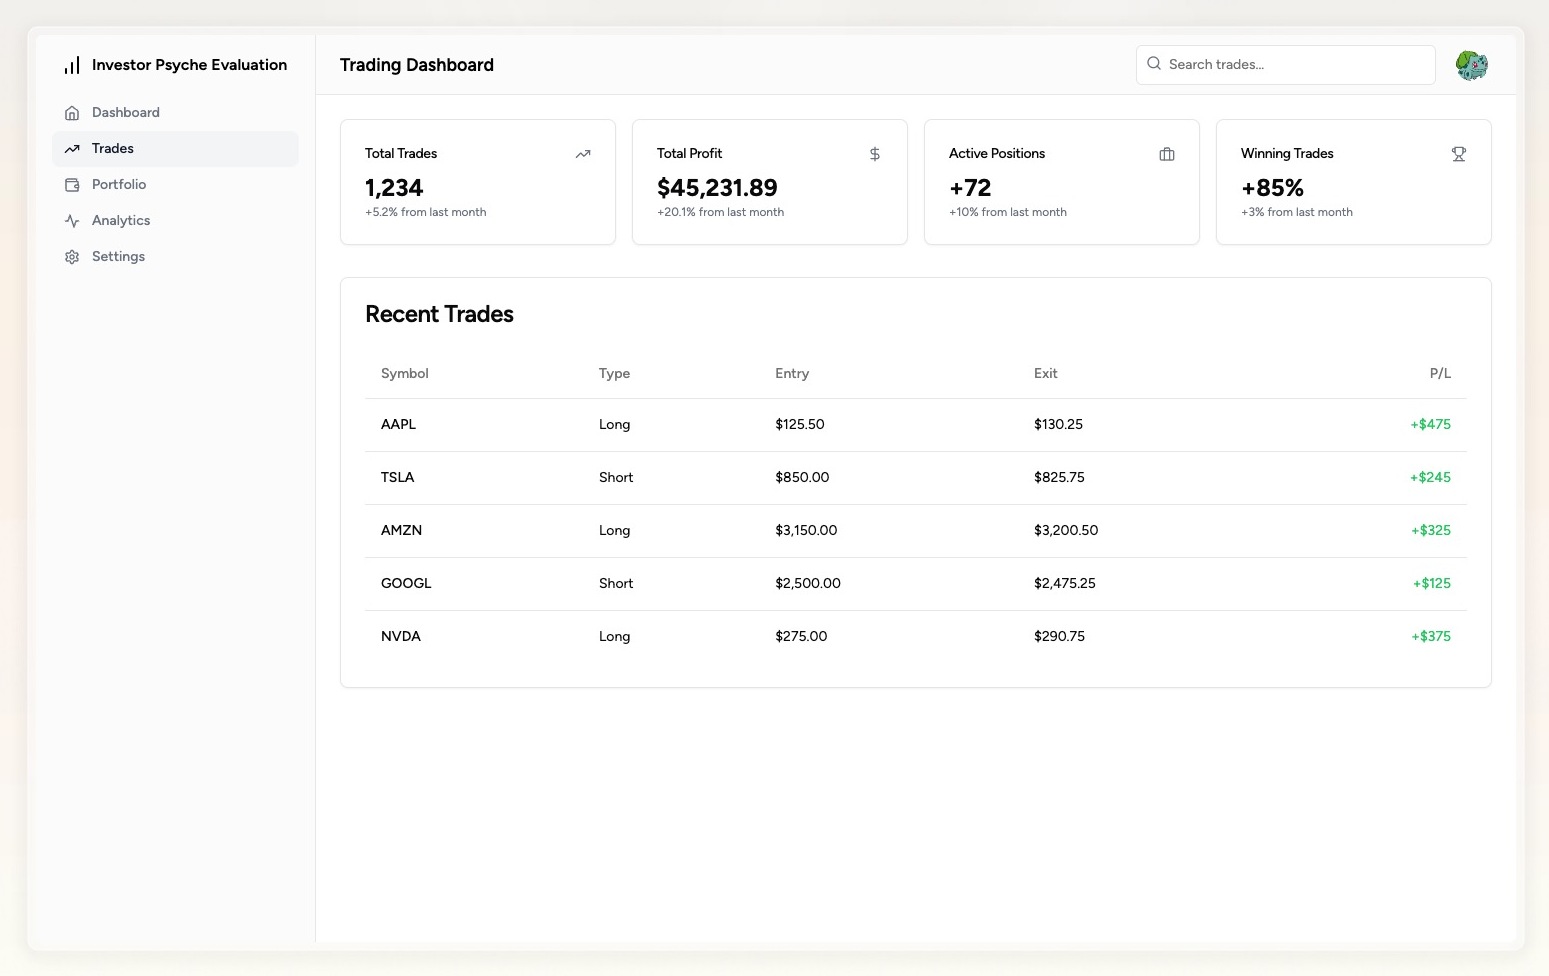 Investor Psyche Evaluation
Dashboard
Trades
Portfolio
Analytics
Settings
Trading Dashboard
Search trades...
Total Trades
1,234
+5.2% from last month
Total Profit
$45,231.89
+20.1% from last month
Active Positions
+72
+10% from last month
Winning Trades
+85%
+3% from last month
Recent Trades
Symbol Type Entry Exit P/L
AAPL Long $125.50 $130.25 +$475
TSLA Short $850.00 $825.75 +$245
AMZN Long $3,150.00 $3,200.50 +$325
GOOGL Short $2,500.00 $2,475.25 +$125
NVDA Long $275.00 $290.75 +$375